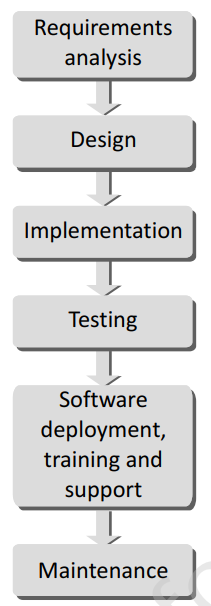 Requirements
analysis
Design
Implementation
Testing
Software
deployment,
training and
support
Maintenance